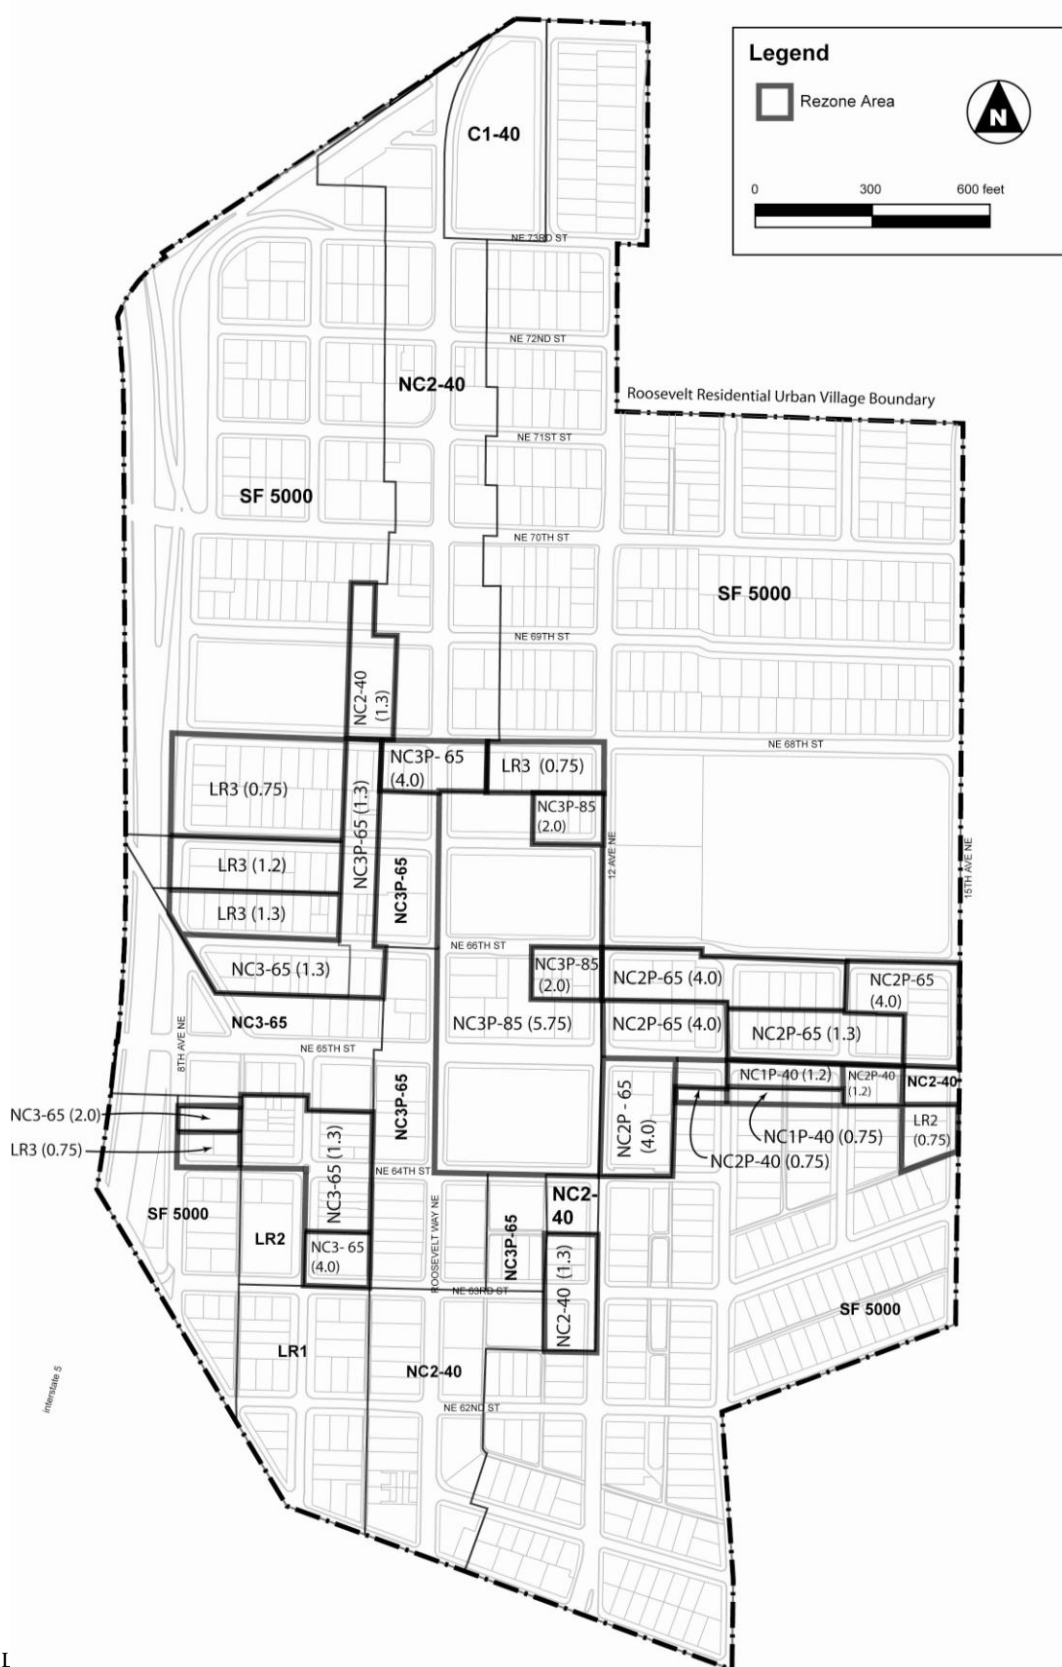 Legend
Rezone Area
N
0 300 600 feet
C1-40
NE 73RD ST
NE 72ND ST
NC2-40
Roosevelt Residential Urban Village Boundary
NE 71ST ST
SF 5000
NE 70TH ST
SF 5000
NE 69TH ST
NC2-40
(1.3)
NE 68TH ST
NC3P- 65
(4.0)
LR3 (0.75)
LR3 (0.75)
NC3P-65 (1.3)
NC3P-85
(2.0)
12 AVE NE
15TH AVE NE
LR3 (1.2)
NC3P-65
LR3 (1.3)
NE 66TH ST
NC3-65 (1.3)
NC3P-85
(2.0)
NC2P-65 (4.0)
NC2P-65
(4.0)
NC3-65
NC3P-85 (5.75)
NC2P-65 (4.0)
NC2P-65 (1.3)
8TH AVE NE
NE 65TH ST
NC3P-65
NC1P-40 (1.2)
NC2P-40
(1.2)
NC2-40
NC3-65 (2.0)
LR3 (0.75)
NC3-65 (1.3)
NC2P - 65
(4.0)
NC1P-40 (0.75)
NC2P-40 (0.75)
LR2
(0.75)
NE 64TH ST
SF 5000
LR2
NC3- 65
(4.0)
ROOSEVELT WAY NE
NC3P-65
NC2-
40
NC2-40 (1.3)
NE 63RD ST
SF 5000
LR1
NC2-40
interstate 5
NE 62ND ST
L